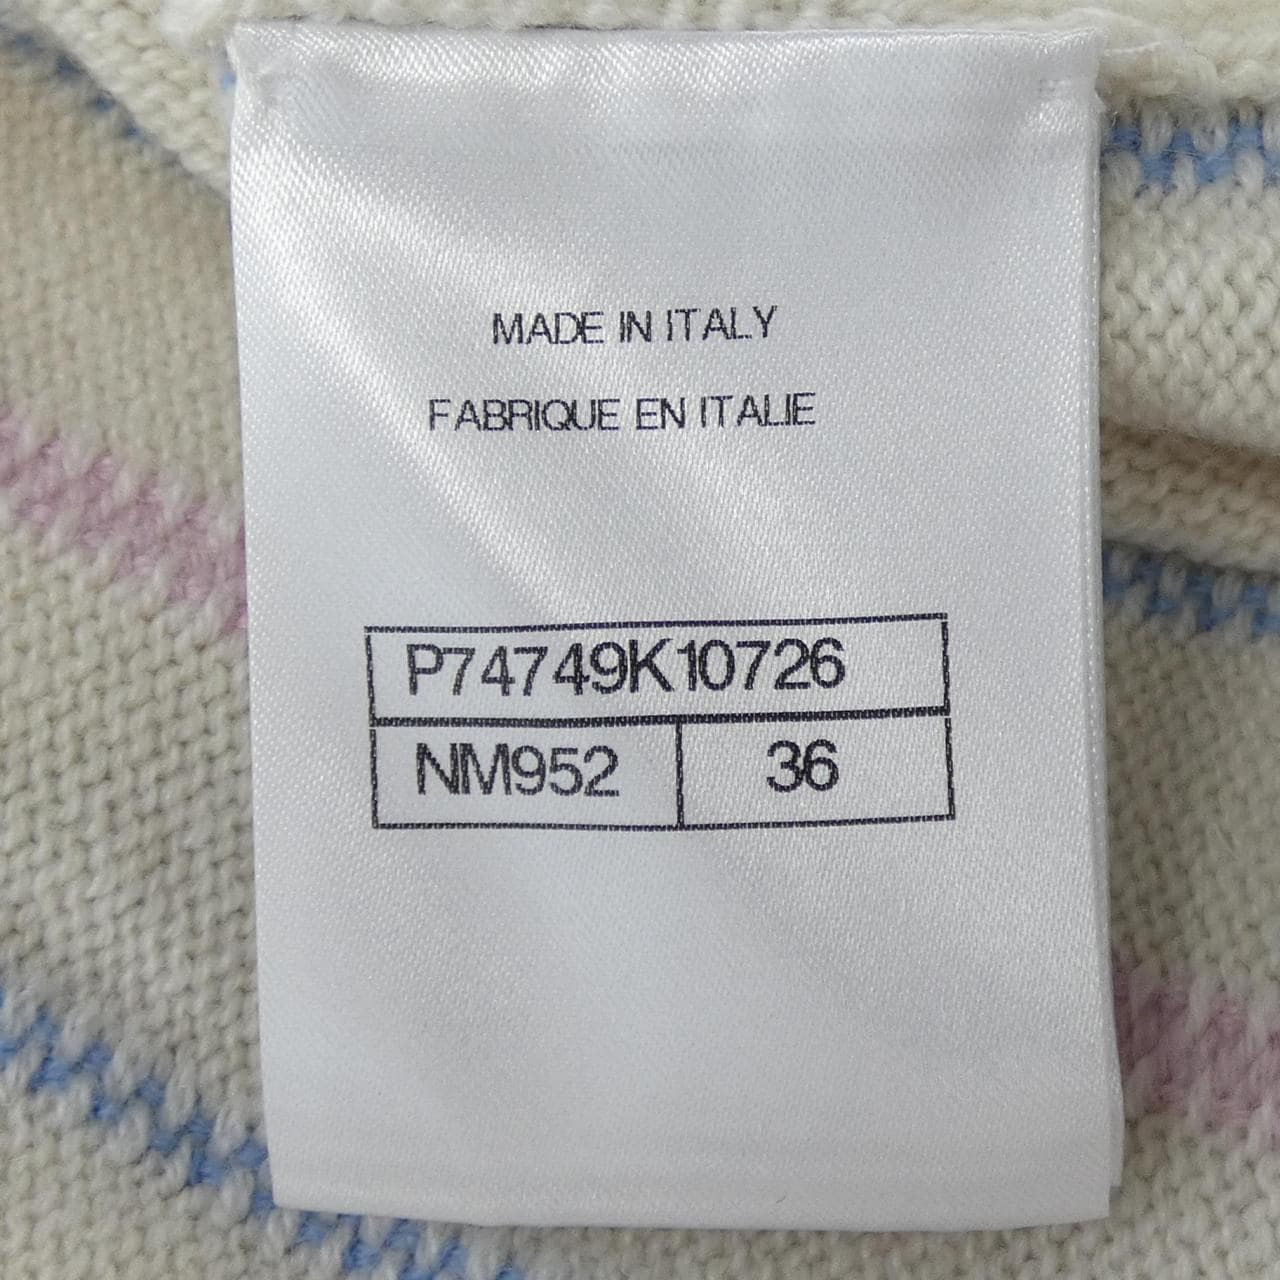 MADE IN ITALY
FABRIQUE EN ITALIE
P74749K10726
NM952 36